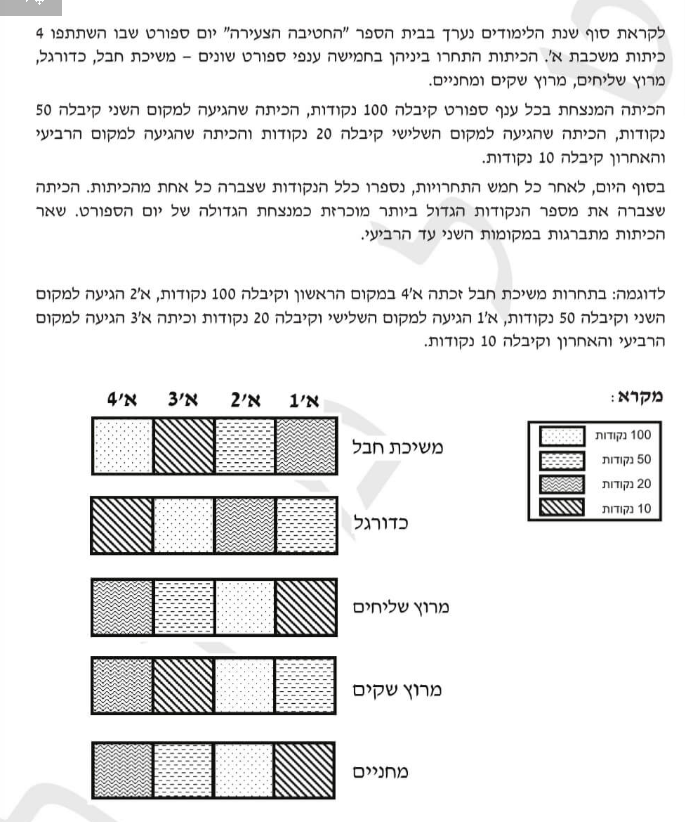 לקראת סוף שנת הלימודים נערך בבית הספר "החטיבה הצעירה" יום ספורט שבו השתתפו 4
כיתות משכבת א'. הכיתות התחרו ביניהן בחמישה ענפי ספורט שונים – משיכת חבל, כדורגל,
מרוץ שליחים, מרוץ שקים ומחניים.
הכיתה המנצחת בכל ענף ספורט קיבלה 100 נקודות, הכיתה שהגיעה למקום השני קיבלה 50
נקודות, הכיתה שהגיעה למקום השלישי קיבלה 20 נקודות והכיתה שהגיעה למקום הרביעי
והאחרון קיבלה 10 נקודות.
בסוף היום, לאחר כל חמש התחרויות, נספרו כלל הנקודות שצברה כל אחת מהכיתות. הכיתה
שצברה את מספר הנקודות הגדול ביותר מוכרזת כמנצחת הגדולה של יום הספורט. שאר
הכיתות מתברגות במקומות השני עד הרביעי.
לדוגמה: בתחרות משיכת חבל זכתה א'4 במקום הראשון וקיבלה 100 נקודות, א'2 הגיעה למקום
השני וקיבלה 50 נקודות, א'1 הגיעה למקום השלישי וקיבלה 20 נקודות וכיתה א'3 הגיעה למקום
הרביעי והאחרון וקיבלה 10 נקודות.
מקרא:
100 נקודות
50 נקודות
20 נקודות
10 נקודות
א'1 א'2 א'3 א'4
משיכת חבל
כדורגל
מרוץ שליחים
מרוץ שקים
מחניים